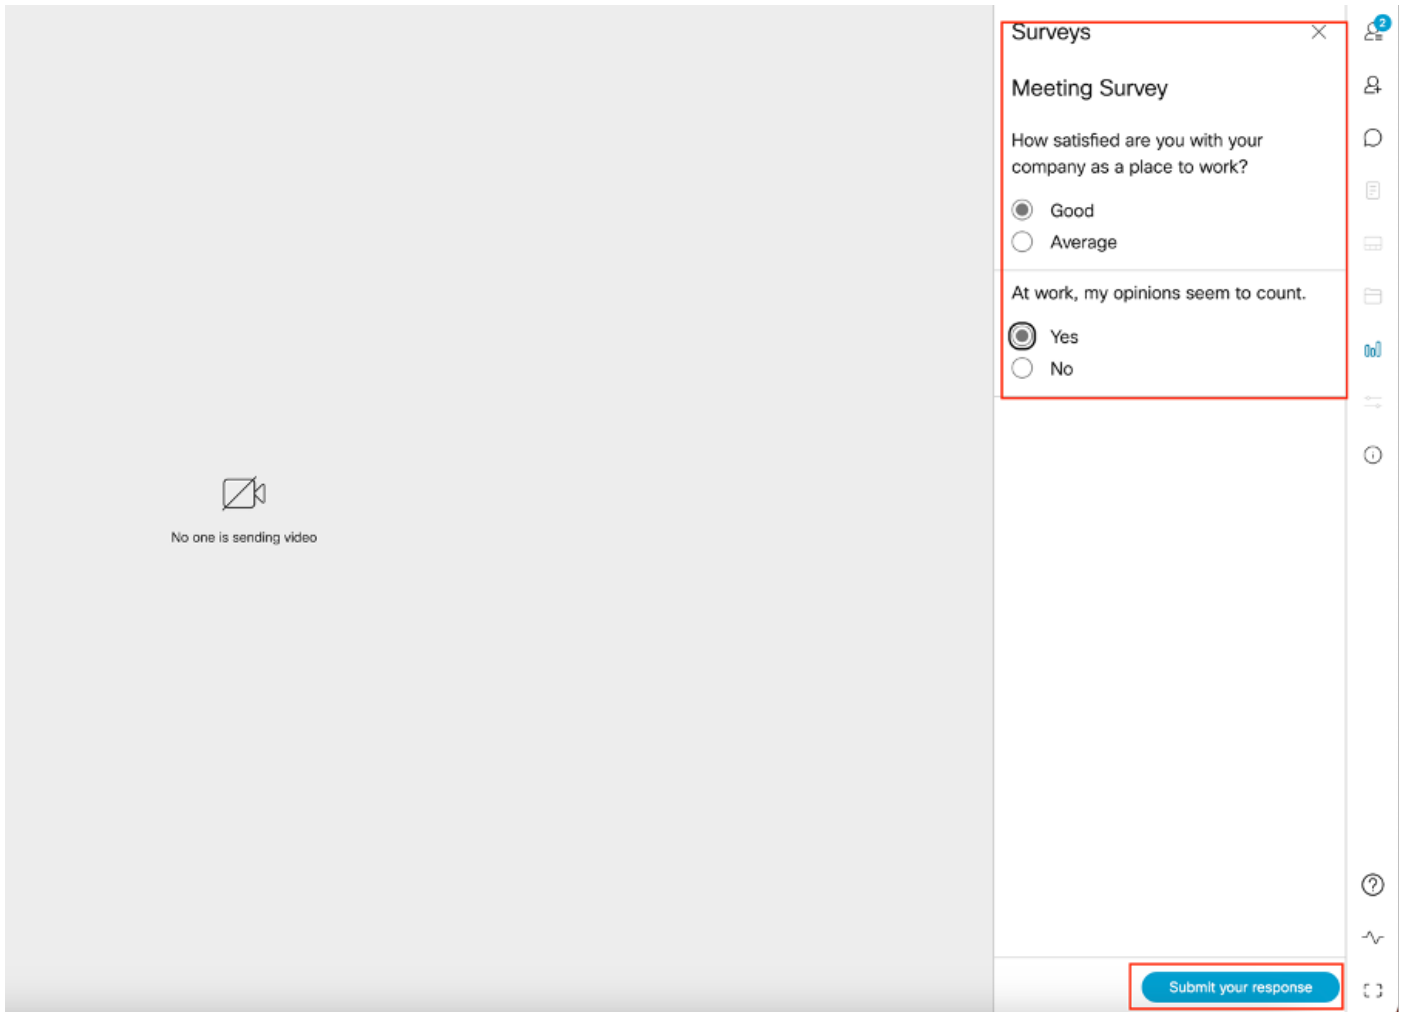 Surveys
2
Meeting Survey
How satisfied are you with your
company as a place to work?
Good
Average
At work, my opinions seem to count.
Yes
No
No one is sending video
Submit your response